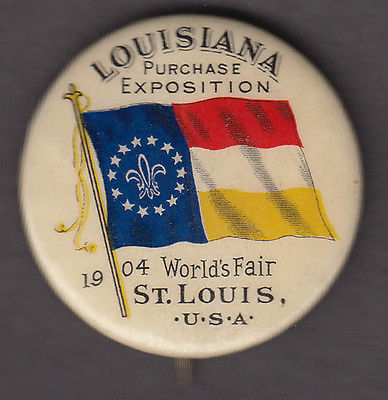 LOUISIANA
PURCHASE
EXPOSITION
1904 World's Fair
ST. LOUIS,
·U·S·A·